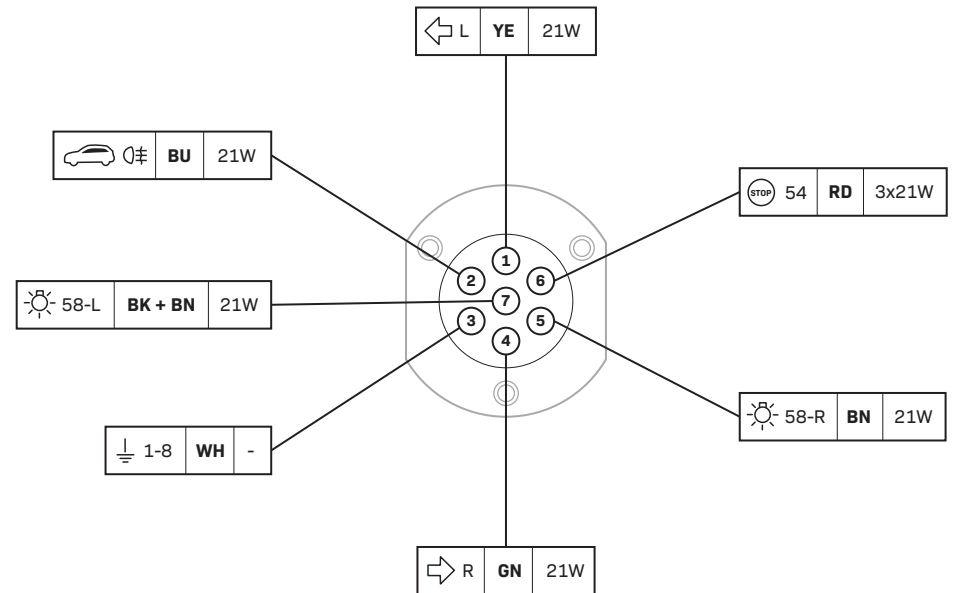 L YE 21W
BU 21W
STOP 54 RD 3x21W
1
2
6
7
58-L BK + BN 21W
3
5
4
58-R BN 21W
1-8 WH -
R GN 21W